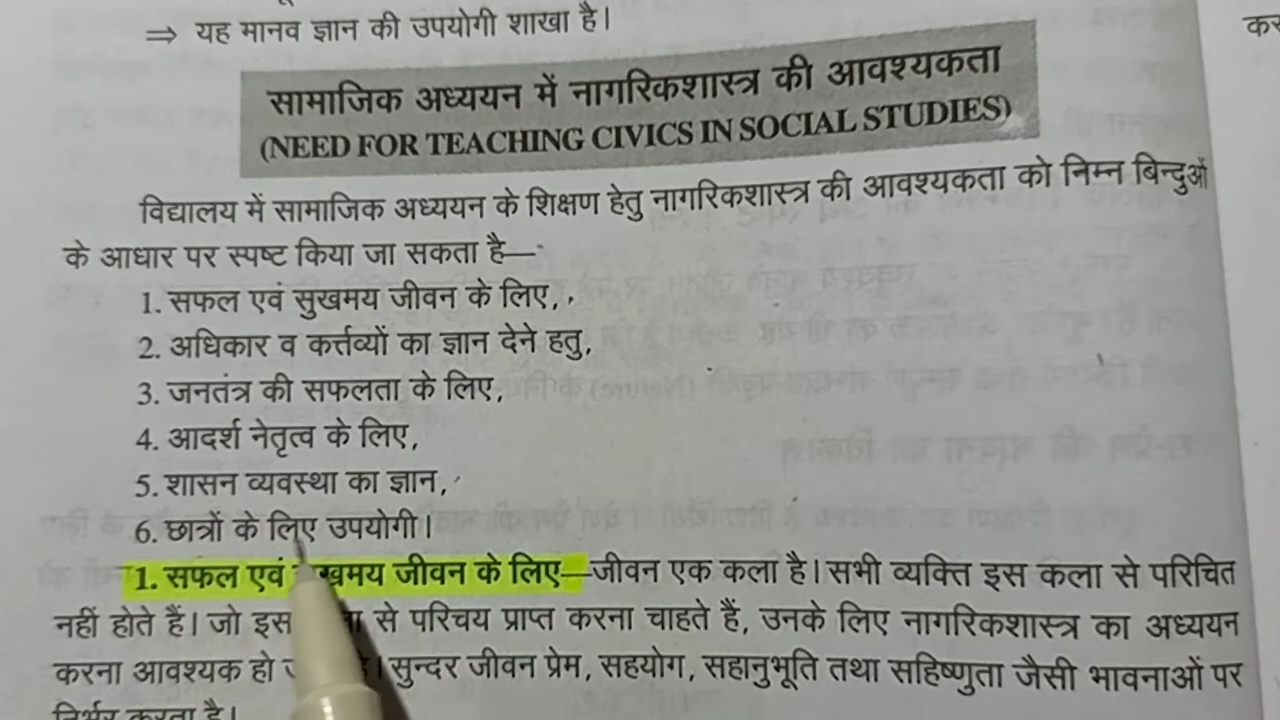 ⇒ यह मानव ज्ञान की उपयोगी शाखा है।
सामाजिक अध्ययन में नागरिकशास्त्र की आवश्यकता
(NEED FOR TEACHING CIVICS IN SOCIAL STUDIES)
विद्यालय में सामाजिक अध्ययन के शिक्षण हेतु नागरिकशास्त्र की आवश्यकता को निम्न बिन्दुओं
के आधार पर स्पष्ट किया जा सकता है—
1. सफल एवं सुखमय जीवन के लिए,
2. अधिकार व कर्त्तव्यों का ज्ञान देने हतु,
3. जनतंत्र की सफलता के लिए,
4. आदर्श नेतृत्व के लिए,
5. शासन व्यवस्था का ज्ञान,
6. छात्रों के लिए उपयोगी।
1. सफल एवं जीवन के लिए—जीवन एक कला है। सभी व्यक्ति इस कला से परिचित
नहीं होते हैं। जो इस से परिचय प्राप्त करना चाहते हैं, उनके लिए नागरिकशास्त्र का अध्ययन
करना आवश्यक हो सुन्दर जीवन प्रेम, सहयोग, सहानुभूति तथा सहिष्णुता जैसी भावनाओं पर
निर्भर करता है।